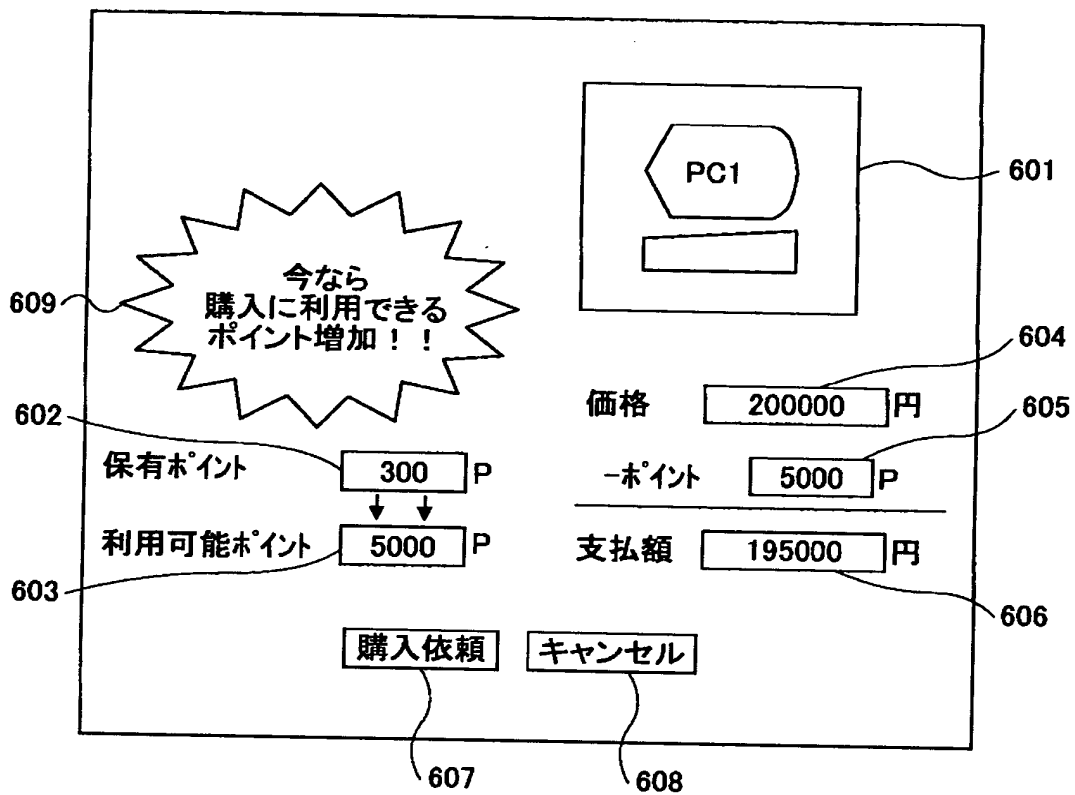 PC1
601
今なら
購入に利用できる
ポイント増加！！
609
604
価格 200000 円
605
602
保有ポイント 300 P
-ポイント 5000 P
利用可能ポイント 5000 P
支払額 195000 円
603
606
購入依頼 キャンセル
607
608